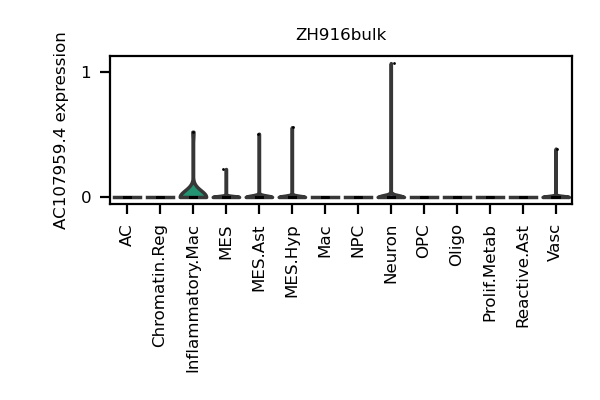 ZH916bulk
AC107959.4 expression
1
0
AC
Chromatin.Reg
Inflammatory.Mac
MES
MES.Ast
MES.Hyp
Mac
NPC
Neuron
OPC
Oligo
Prolif.Metab
Reactive.Ast
Vasc